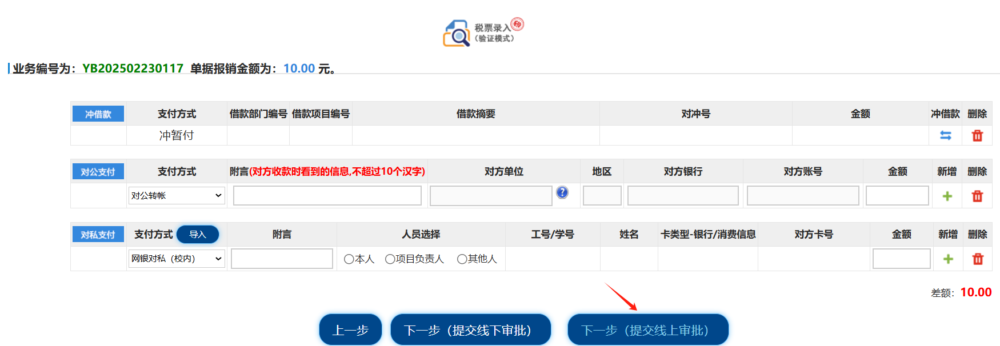 税票录入
（验证模式）
业务编号为：YB202502230117 单据报销金额为：10.00 元。
冲借款 支付方式 借款部门编号 借款项目编号 借款摘要 对冲号 金额 冲借款 删除
冲暂付
对公支付 支付方式 附言(对方收款时看到的信息,不超过10个汉字) 对方单位 地区 对方银行 对方账号 金额 新增 删除
对公转帐
对私支付 支付方式 导入 附言 人员选择 工号/学号 姓名 卡类型-银行/消费信息 对方卡号 金额 新增 删除
网银对私（校内） 本人 项目负责人 其他人
差额：10.00
上一步 下一步（提交线下审批） 下一步（提交线上审批）